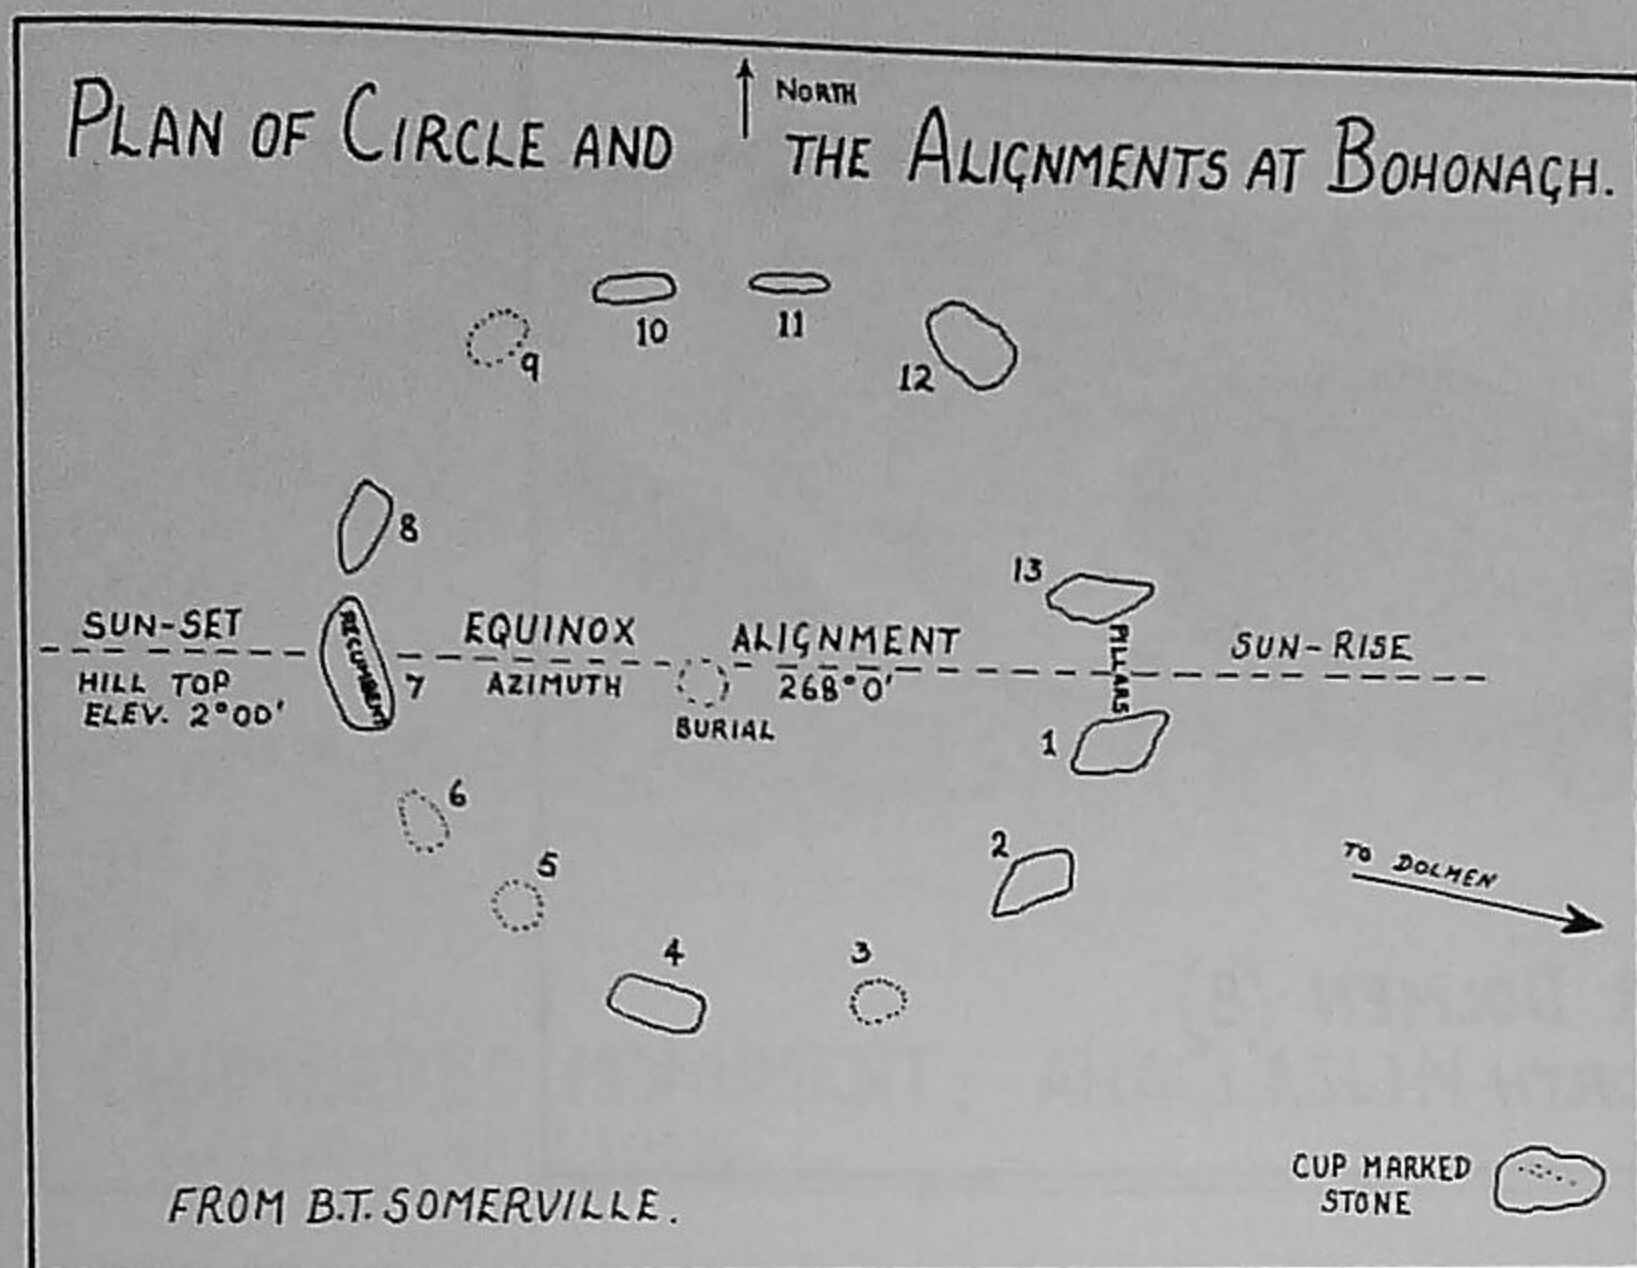 NORTH
PLAN OF CIRCLE AND THE ALIGNMENTS AT BOHONAGH.
10
11
9
12
8
13
SUN-SET
EQUINOX ALIGNMENT
SUN-RISE
RECUMBENT
PILLARS
HILL TOP
ELEV. 2°00'
7
AZIMUTH 268°0'
BURIAL
1
6
5
2
TO DOLMEN
4
3
CUP MARKED
STONE
FROM B.T. SOMERVILLE.